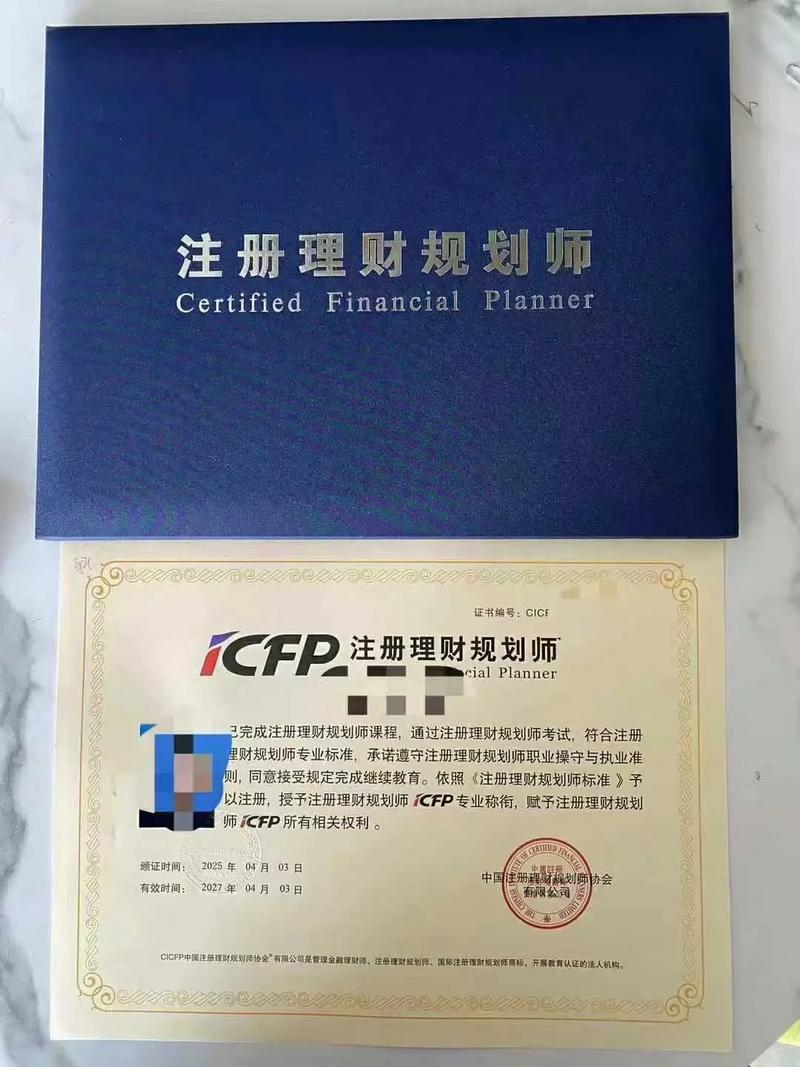 注册理财规划师
Certified Financial Planner
证书编号：CICF
iCFP 注册理财规划师
cial Planner
已完成注册理财规划师课程，通过注册理财规划师考试，符合注册
理财规划师专业标准，承诺遵守注册理财规划师职业操守与执业准
则，同意接受规定完成继续教育。依照《注册理财规划师标准》予
以注册，授予注册理财规划师 iCFP 专业称衔，赋予注册理财规划
师 iCFP 所有相关权利。
颁证时间： 2025 年 04 月 03 日
有效时间： 2027 年 04 月 03 日
中国注册理财规划师协会
有限公司
CICFP中国注册理财规划师协会®有限公司是管理金融理财师、注册理财规划师、国际注册理财规划师商标，开展教育认证的法人机构。